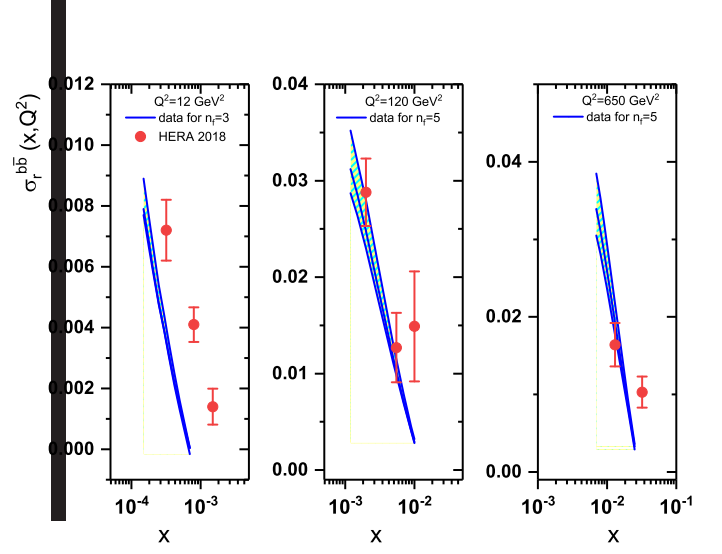 σr^bb̅ (x,Q²)
0.012
0.010
0.008
0.006
0.004
0.002
0.000
Q²=12 GeV²
data for nf=3
HERA 2018
10⁻⁴ 10⁻³
x
0.04
0.03
0.02
0.01
0.00
Q²=120 GeV²
data for nf=5
10⁻³ 10⁻²
x
0.04
0.02
0.00
Q²=650 GeV²
data for nf=5
10⁻³ 10⁻² 10⁻¹
x